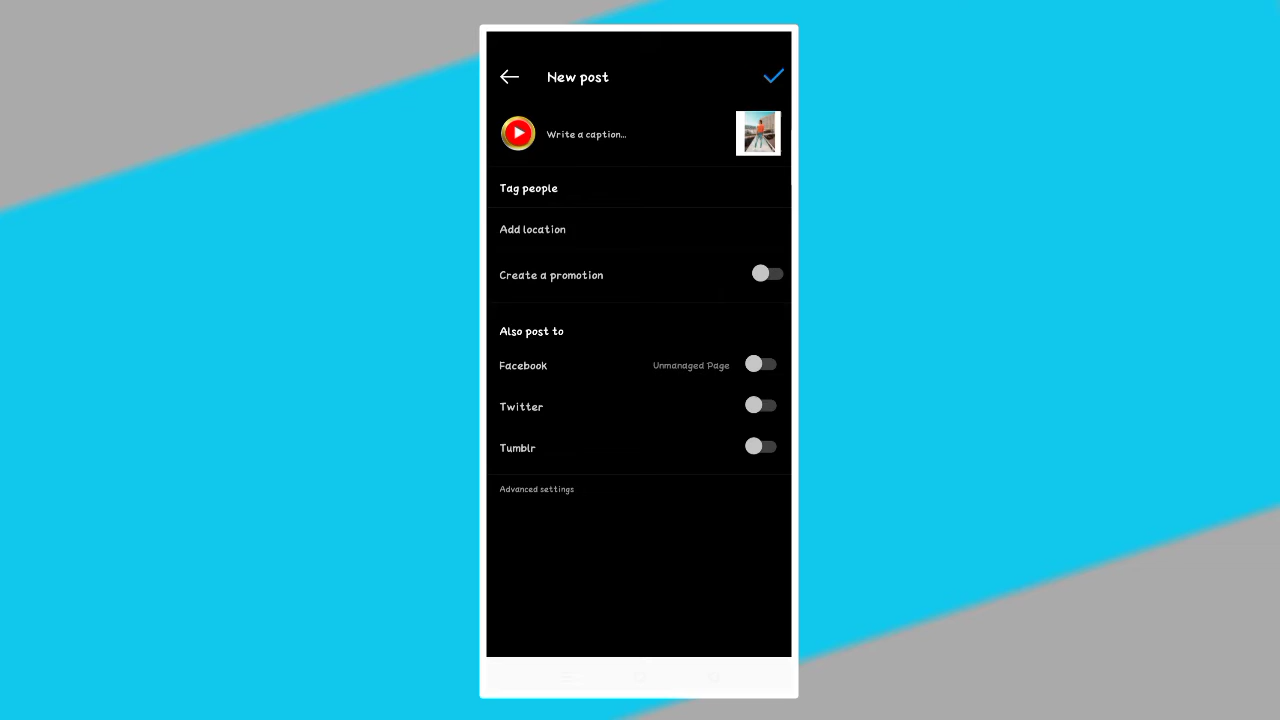 New post
Write a caption...
Tag people
Add location
Create a promotion
Also post to
Facebook Unmanaged Page
Twitter
Tumblr
Advanced settings